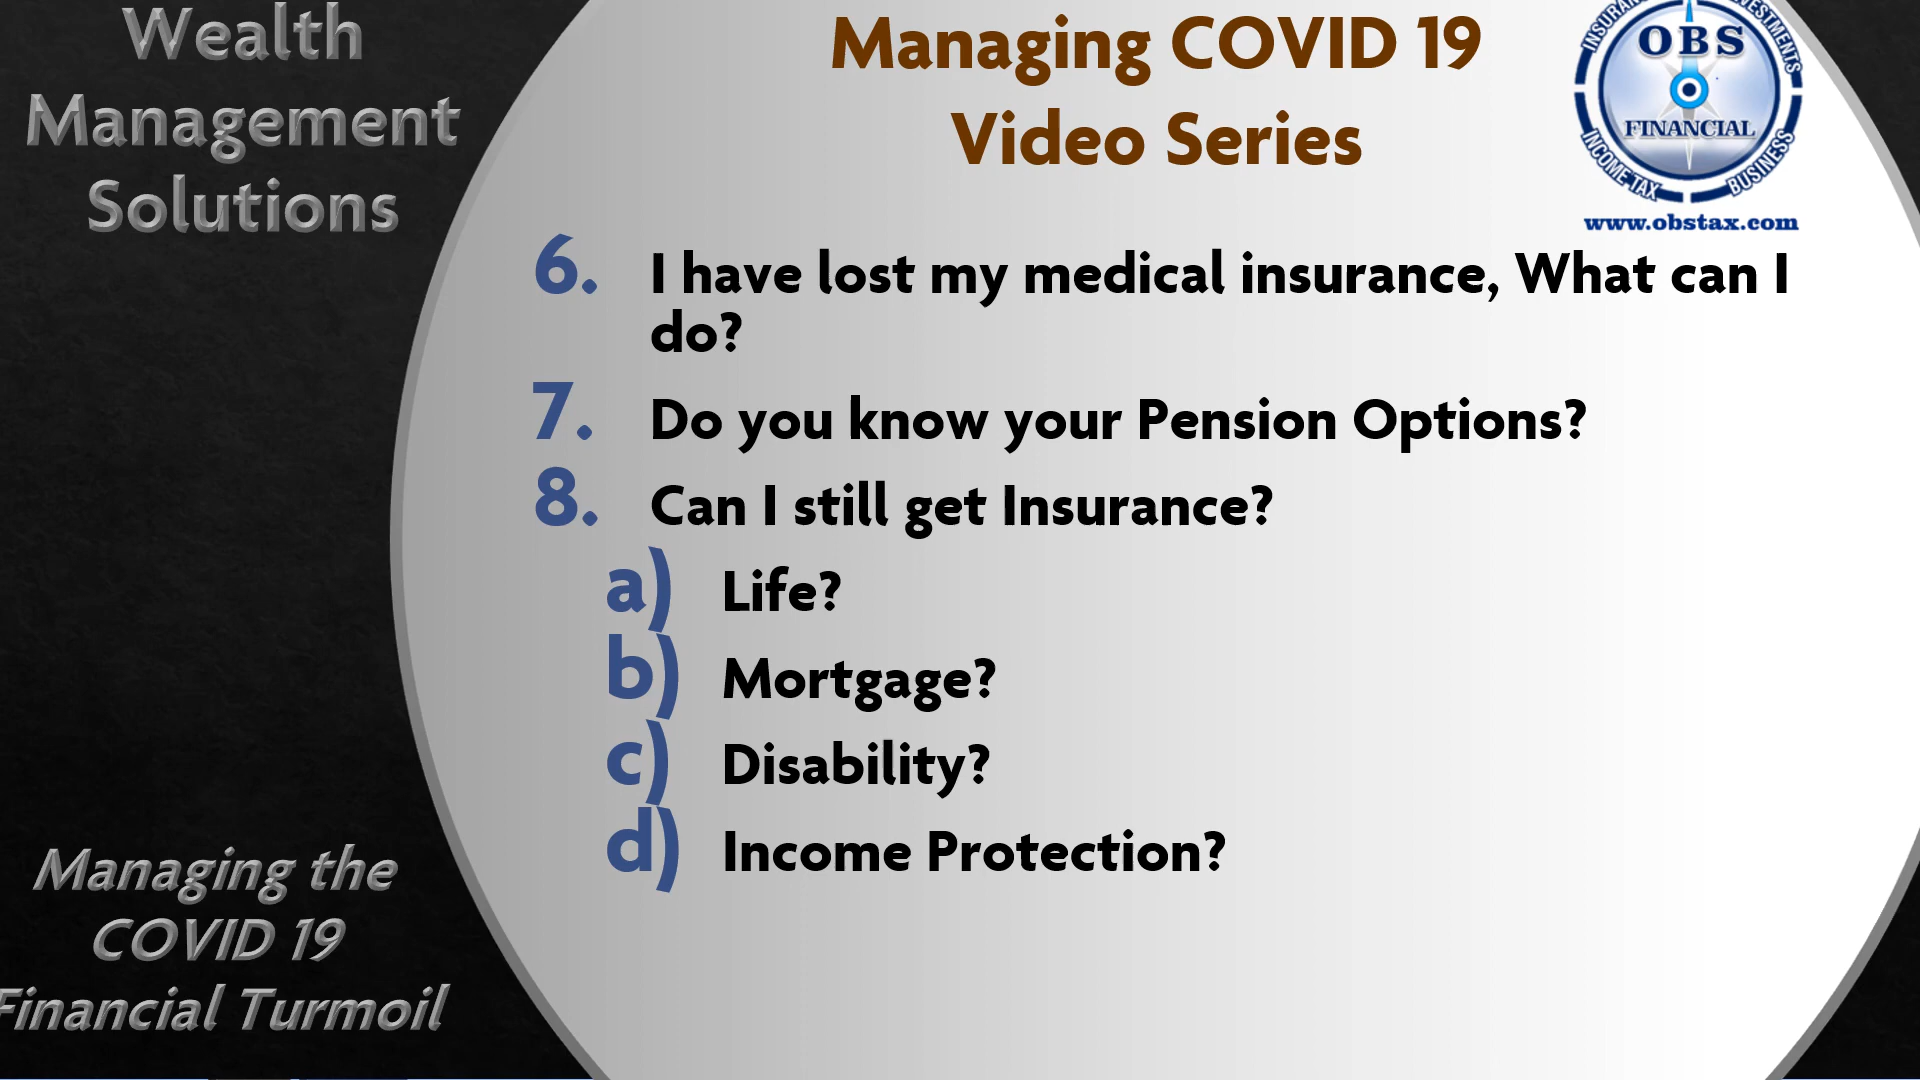 Wealth
Management
Solutions
Managing COVID 19
Video Series
OBS
FINANCIAL
INVESTMENTS
INCOME TAX
BUSINESS
www.obstax.com
6. I have lost my medical insurance, What can I
do?
7. Do you know your Pension Options?
8. Can I still get Insurance?
a) Life?
b) Mortgage?
c) Disability?
d) Income Protection?
Managing the
COVID 19
Financial Turmoil